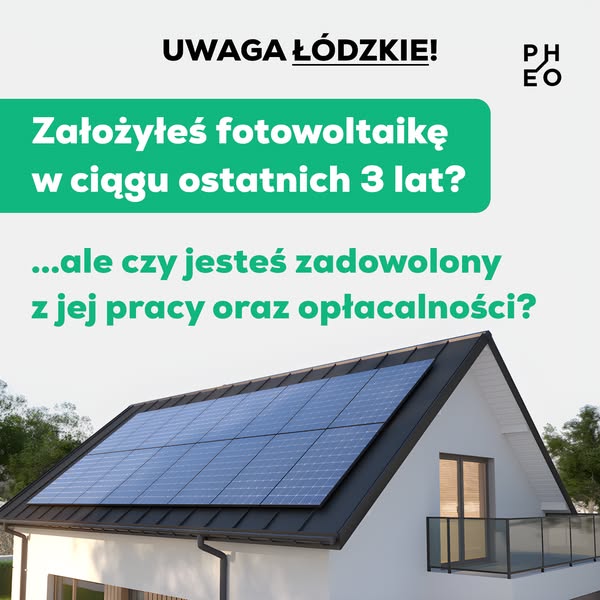 UWAGA ŁÓDZKIE!
PH
EO
Założyłeś fotowoltaikę
w ciągu ostatnich 3 lat?
...ale czy jesteś zadowolony
z jej pracy oraz opłacalności?